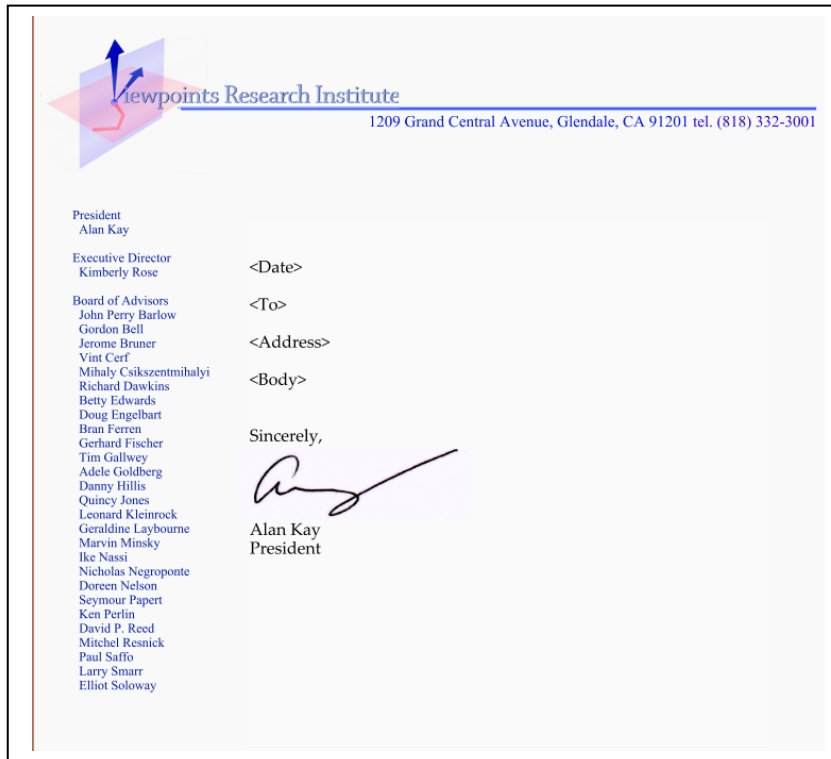 Viewpoints Research Institute
1209 Grand Central Avenue, Glendale, CA 91201 tel. (818) 332-3001
President
Alan Kay
Executive Director
Kimberly Rose
Board of Advisors
John Perry Barlow
Gordon Bell
Jerome Bruner
Vint Cerf
Mihaly Csikszentmihalyi
Richard Dawkins
Betty Edwards
Doug Engelbart
Bran Ferren
Gerhard Fischer
Tim Gallwey
Adele Goldberg
Danny Hillis
Quincy Jones
Leonard Kleinrock
Geraldine Laybourne
Marvin Minsky
Ike Nassi
Nicholas Negroponte
Doreen Nelson
Seymour Papert
Ken Perlin
David P. Reed
Mitchel Resnick
Paul Saffo
Larry Smarr
Elliot Soloway
<Date>
<To>
<Address>
<Body>
Sincerely,
Alan Kay
President